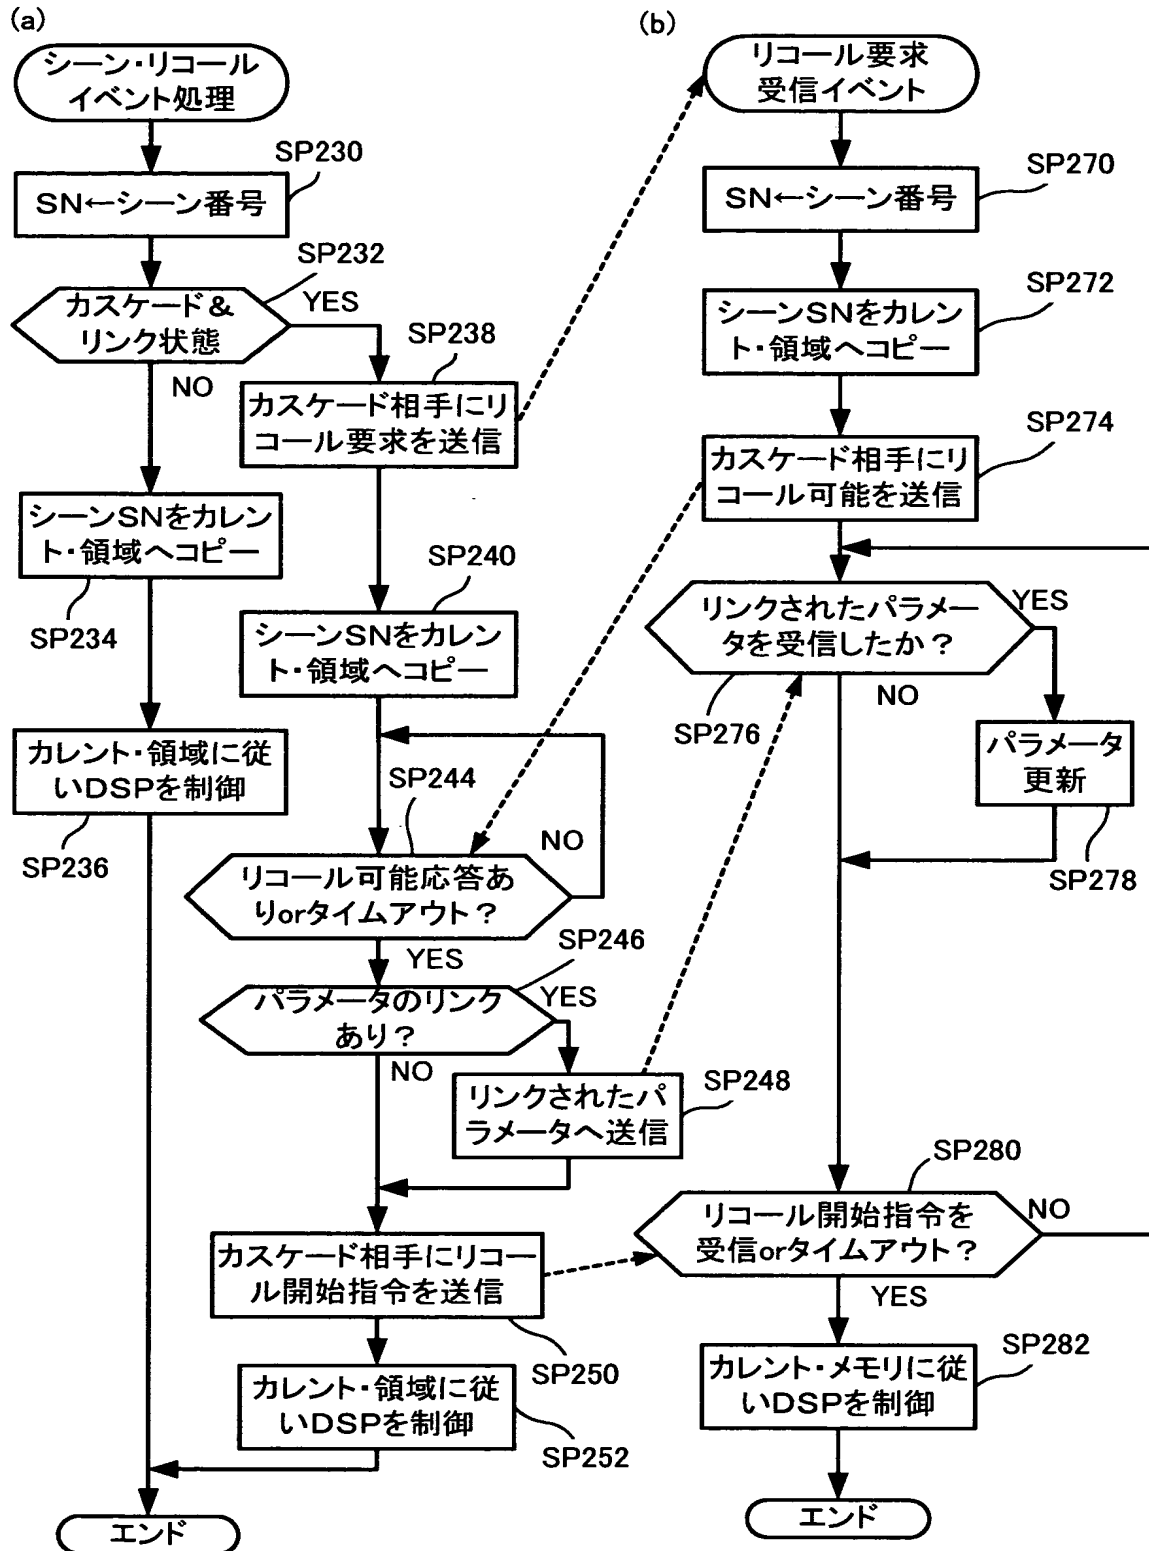 (a)
シーン・リコール
イベント処理
SP230
SN←シーン番号
SP232
カスケード&
リンク状態
YES
NO
SP238
カスケード相手にリ
コール要求を送信
シーンSNをカレン
ト・領域へコピー
SP234
SP240
シーンSNをカレン
ト・領域へコピー
カレント・領域に従
いDSPを制御
SP236
SP244
NO
リコール可能応答あ
りorタイムアウト?
YES
SP246
パラメータのリンク
あり?
YES
NO
SP248
リンクされたパ
ラメータへ送信
カスケード相手にリコー
ル開始指令を送信
SP250
カレント・領域に従
いDSPを制御
SP252
エンド
(b)
リコール要求
受信イベント
SP270
SN←シーン番号
SP272
シーンSNをカレン
ト・領域へコピー
SP274
カスケード相手にリ
コール可能を送信
リンクされたパラメー
タを受信したか?
YES
NO
SP276
パラメータ
更新
SP278
SP280
リコール開始指令を
受信orタイムアウト?
NO
YES
SP282
カレント・メモリに従
いDSPを制御
エンド